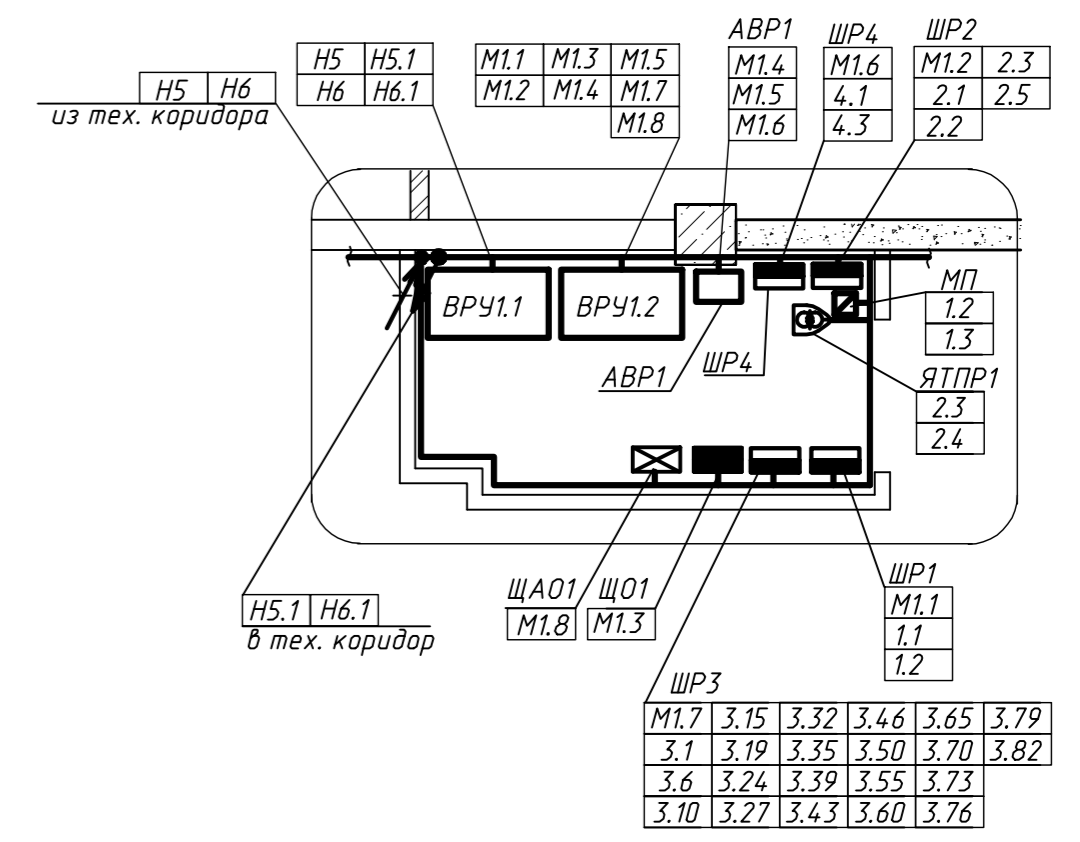 АВР1 ШР4 ШР2
Н5 Н5.1
Н6 Н6.1
М1.1 М1.3 М1.5
М1.2 М1.4 М1.7
М1.8
М1.4
М1.5
М1.6
М1.6
4.1
4.3
М1.2 2.3
2.1 2.5
2.2
Н5 Н6
из тех. коридора
ВРУ1.1
ВРУ1.2
МП
1.2
1.3
АВР1
ШР4
ЯТПР1
2.3
2.4
Н5.1 Н6.1
в тех. коридор
ЩАО1
М1.8
ЩО1
М1.3
ШР1
М1.1
1.1
1.2
ШР3
М1.7 3.15 3.32 3.46 3.65 3.79
3.1 3.19 3.35 3.50 3.70 3.82
3.6 3.24 3.39 3.55 3.73
3.10 3.27 3.43 3.60 3.76